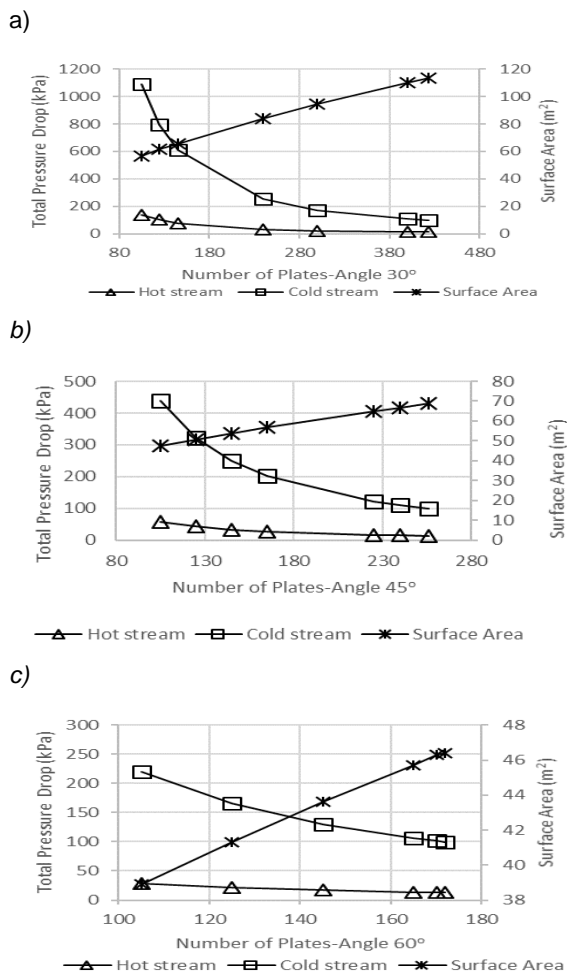 a)
Total Pressure Drop (kPa)
1200
1000
800
600
400
200
0
120
100
80
60
40
20
0
Surface Area (m²)
80 180 280 380 480
Number of Plates-Angle 30°
Hot stream Cold stream Surface Area
b)
Total Pressure Drop (kPa)
500
400
300
200
100
0
80
70
60
50
40
30
20
10
0
Surface Area (m²)
80 130 180 230 280
Number of Plates-Angle 45°
Hot stream Cold stream Surface Area
c)
Total Pressure Drop (kPa)
300
250
200
150
100
50
0
48
46
44
42
40
38
Surface Area (m²)
100 120 140 160 180
Number of Plates-Angle 60°
Hot stream Cold stream Surface Area